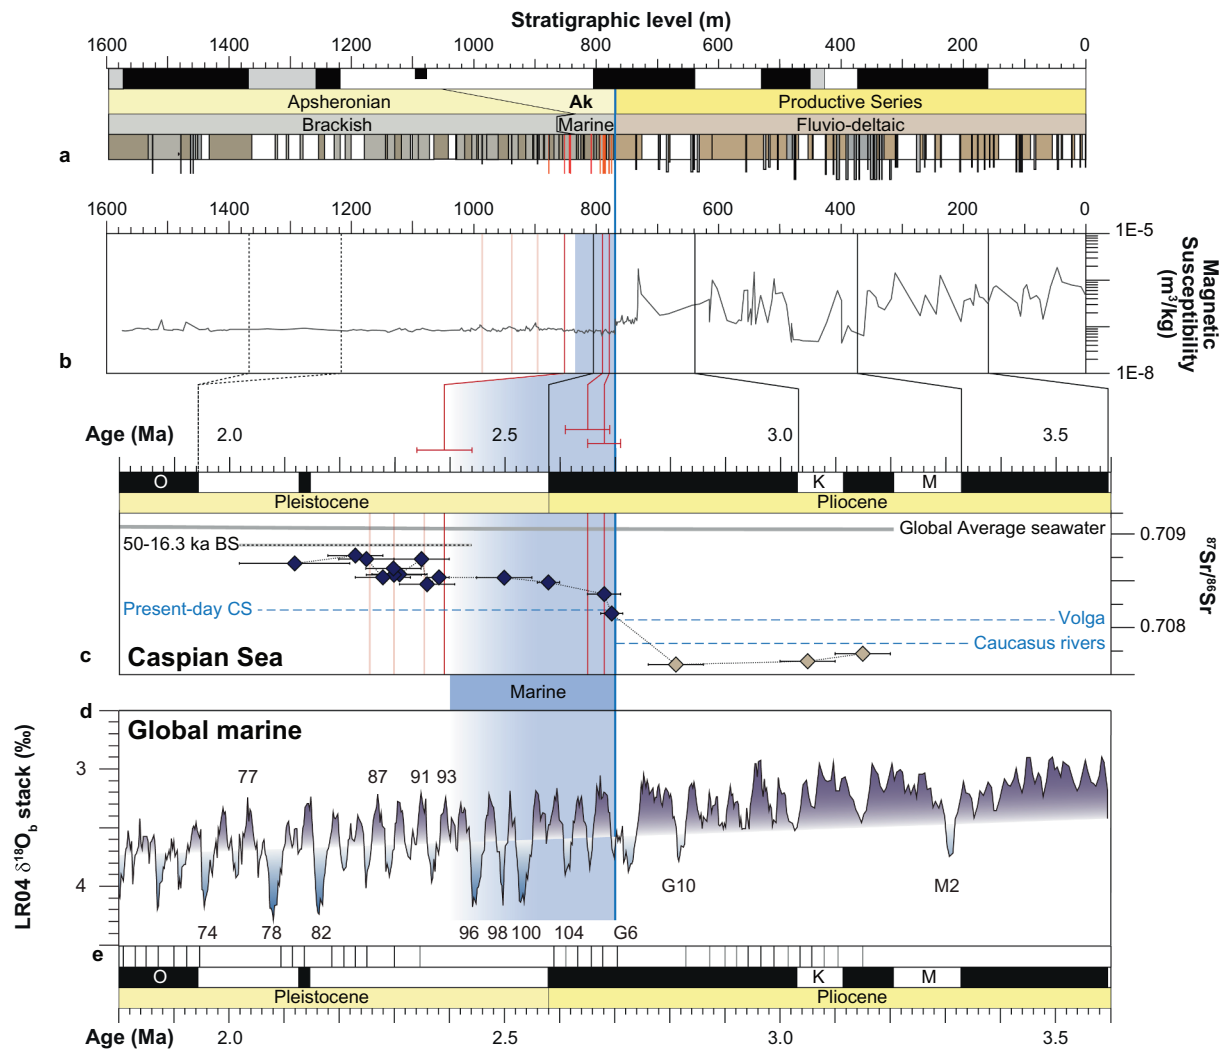 Stratigraphic level (m)
1600 1400 1200 1000 800 600 400 200 0
Apsheronian Ak Productive Series
Brackish Marine Fluvio-deltaic
a
1600 1400 1200 1000 800 600 400 200 0
1E-5
Magnetic
Susceptibility
(m³/kg)
b
1E-8
Age (Ma) 2.0 2.5 3.0 3.5
O K M
Pleistocene Pliocene
Global Average seawater 0.709
50-16.3 ka BS
⁸⁷Sr/⁸⁶Sr
Present-day CS Volga
0.708
Caucasus rivers
c Caspian Sea
Marine
d
Global marine
LR04 δ¹⁸O_b stack (‰)
3
77 87 91 93
4
G10 M2
74 78 82 96 98 100 104 G6
e
O K M
Pleistocene Pliocene
Age (Ma) 2.0 2.5 3.0 3.5